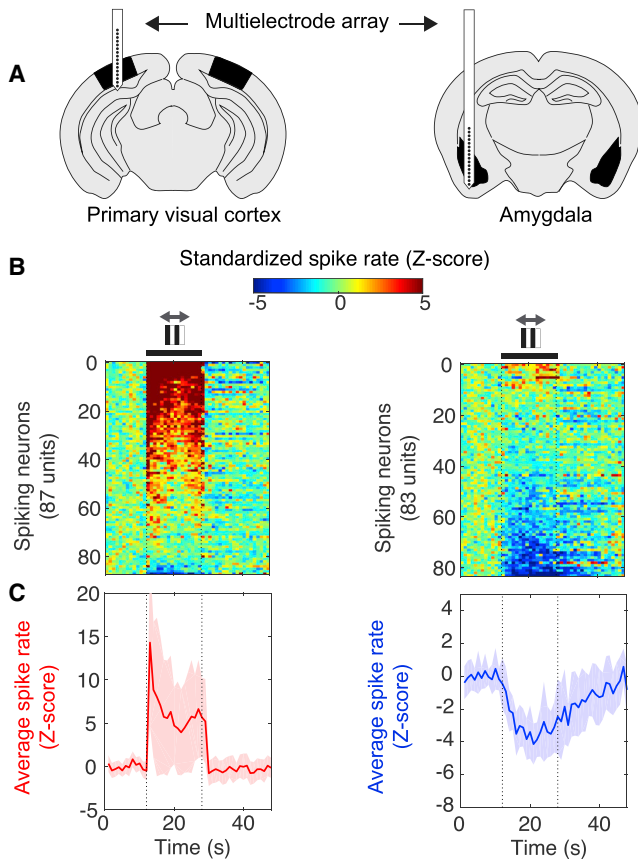 Multielectrode array
A
Primary visual cortex
Amygdala
B
Standardized spike rate (Z-score)
-5
0
5
Spiking neurons
(87 units)
0
20
40
60
80
Spiking neurons
(83 units)
0
20
40
60
80
C
Average spike rate
(Z-score)
20
15
10
5
0
-5
0
20
40
Time (s)
Average spike rate
(Z-score)
4
2
0
-2
-4
-6
-8
0
20
40
Time (s)